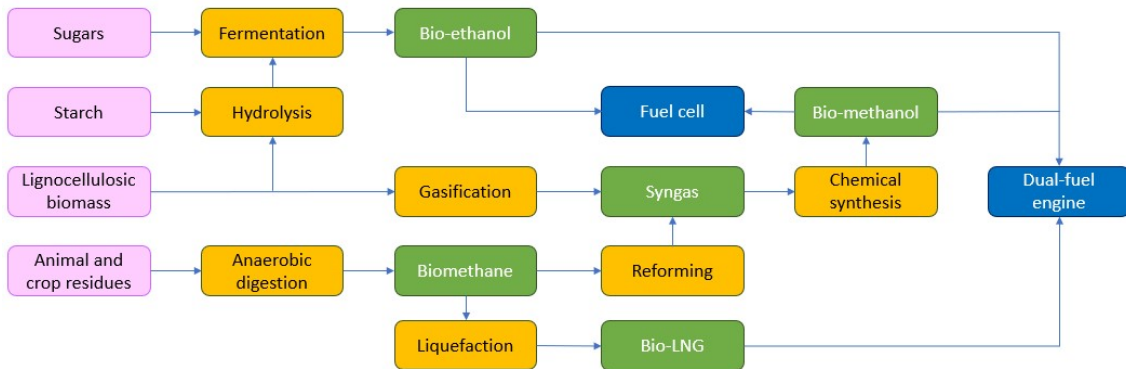 Sugars
Fermentation
Bio-ethanol
Starch
Hydrolysis
Fuel cell
Bio-methanol
Lignocellulosic
biomass
Gasification
Syngas
Chemical
synthesis
Dual-fuel
engine
Animal and
crop residues
Anaerobic
digestion
Biomethane
Reforming
Liquefaction
Bio-LNG